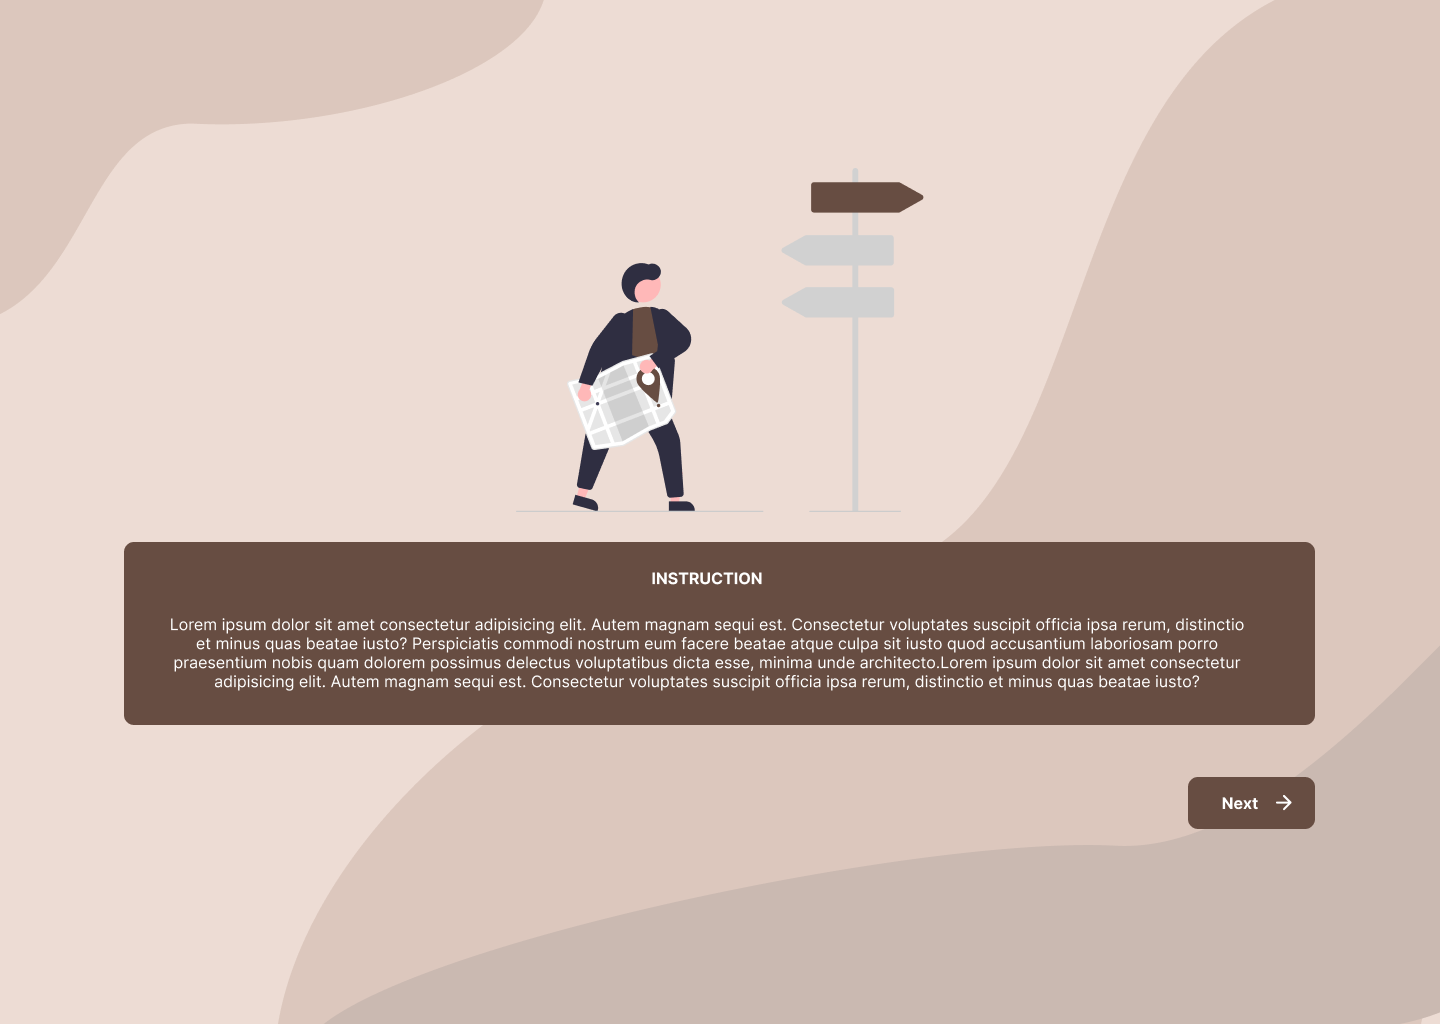 INSTRUCTION
Lorem ipsum dolor sit amet consectetur adipisicing elit. Autem magnam sequi est. Consectetur voluptates suscipit officia ipsa rerum, distinctio
et minus quas beatae iusto? Perspiciatis commodi nostrum eum facere beatae atque culpa sit iusto quod accusantium laboriosam porro
praesentium nobis quam dolorem possimus delectus voluptatibus dicta esse, minima unde architecto.Lorem ipsum dolor sit amet consectetur
adipisicing elit. Autem magnam sequi est. Consectetur voluptates suscipit officia ipsa rerum, distinctio et minus quas beatae iusto?
Next